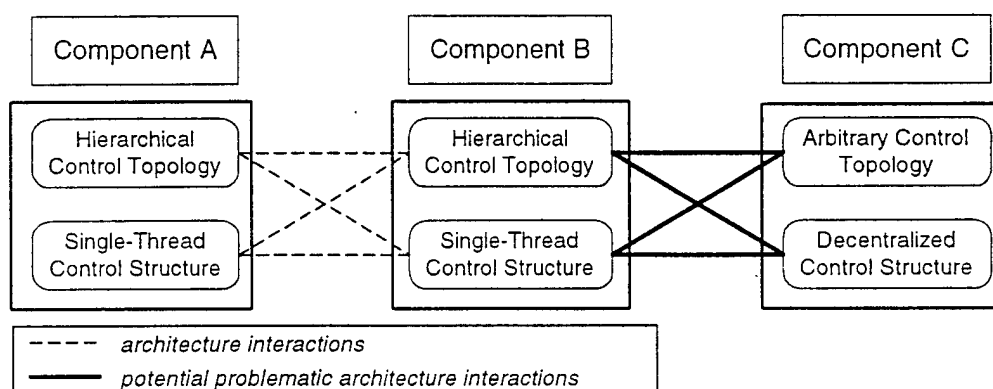 Component A
Component B
Component C
Hierarchical
Control Topology
Hierarchical
Control Topology
Arbitrary Control
Topology
Single-Thread
Control Structure
Single-Thread
Control Structure
Decentralized
Control Structure
architecture interactions
potential problematic architecture interactions